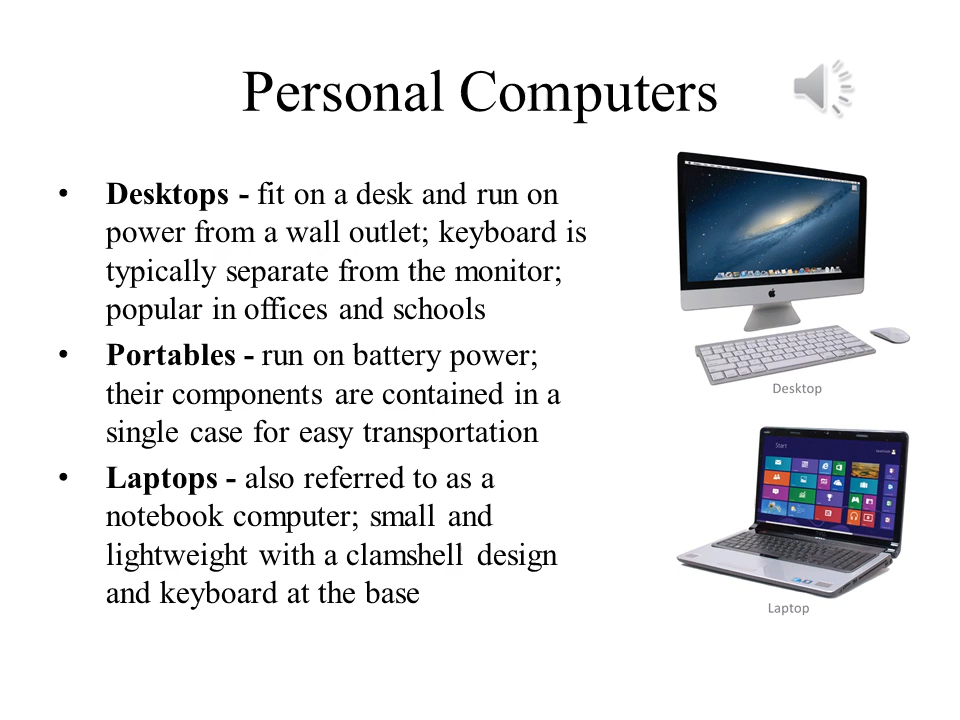 Personal Computers
• Desktops - fit on a desk and run on
power from a wall outlet; keyboard is
typically separate from the monitor;
popular in offices and schools
• Portables - run on battery power;
their components are contained in a
single case for easy transportation
• Laptops - also referred to as a
notebook computer; small and
lightweight with a clamshell design
and keyboard at the base
Desktop
Start
Laptop